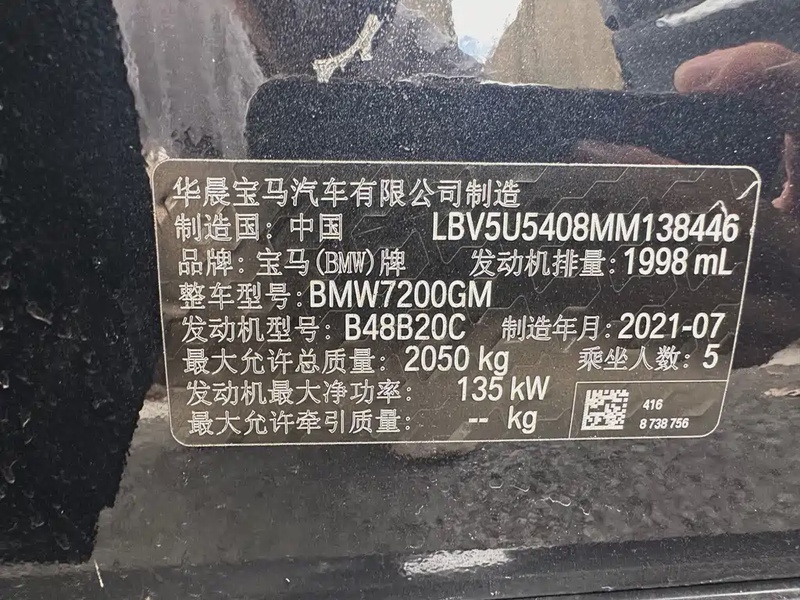 华晨宝马汽车有限公司制造
制造国：中国 LBV5U5408MM138446
品牌：宝马(BMW)牌 发动机排量：1998 mL
整车型号：BMW7200GM
发动机型号：B48B20C 制造年月：2021-07
最大允许总质量：2050 kg 乘坐人数：5
发动机最大净功率： 135 kW
最大允许牵引质量： -- kg
416
8 738 756